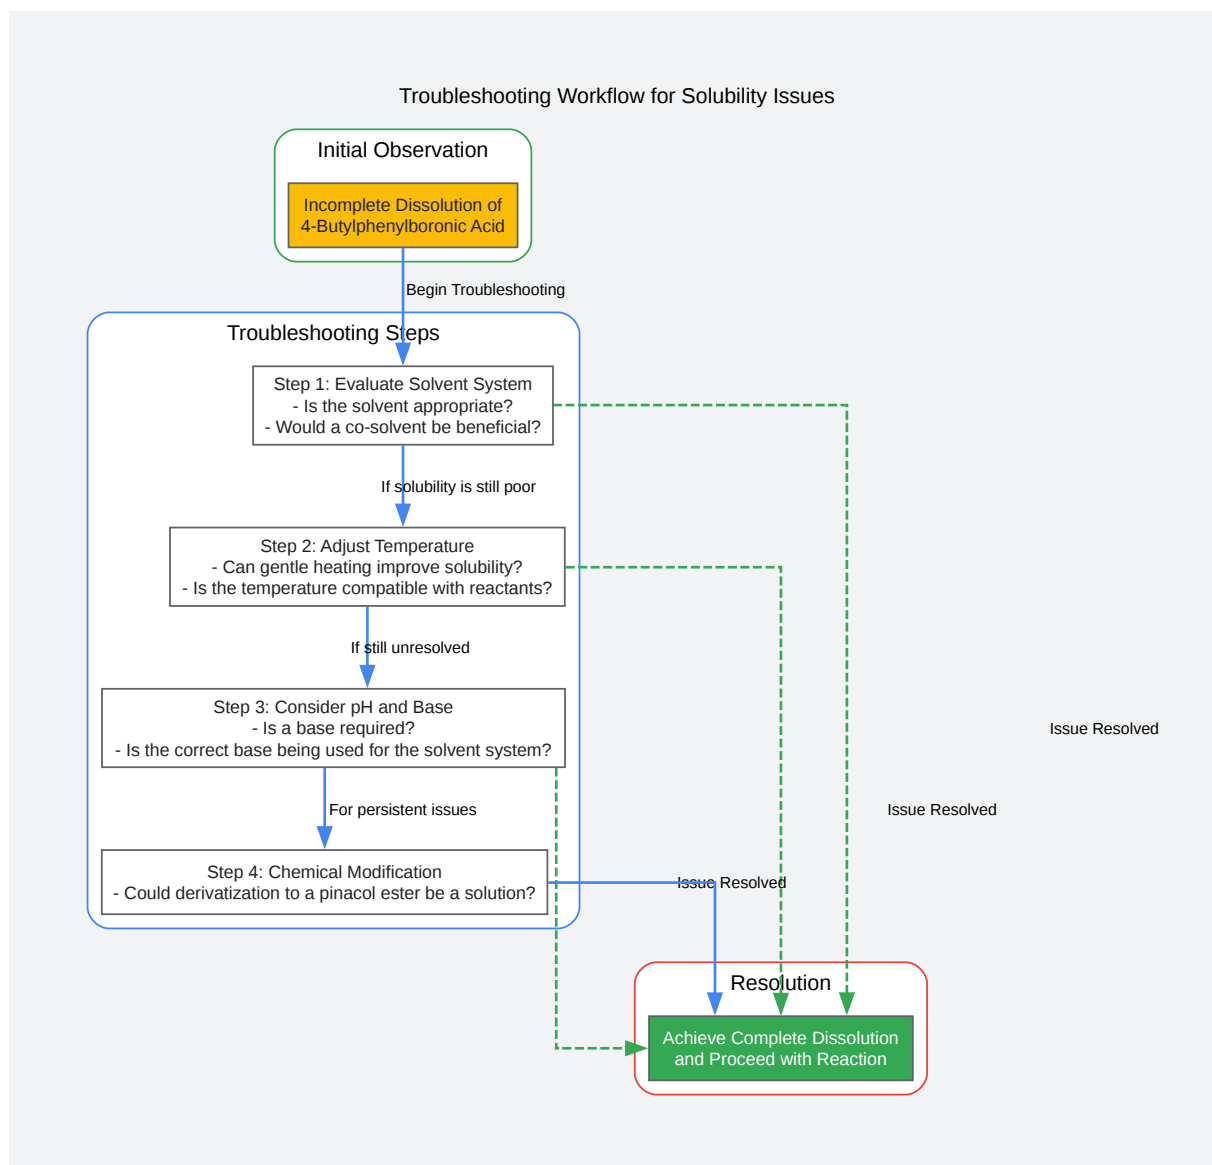 Troubleshooting Workflow for Solubility Issues
Initial Observation
Incomplete Dissolution of
4-Butylphenylboronic Acid
Begin Troubleshooting
Troubleshooting Steps
Step 1: Evaluate Solvent System
- Is the solvent appropriate?
- Would a co-solvent be beneficial?
If solubility is still poor
Step 2: Adjust Temperature
- Can gentle heating improve solubility?
- Is the temperature compatible with reactants?
If still unresolved
Step 3: Consider pH and Base
- Is a base required?
- Is the correct base being used for the solvent system?
Issue Resolved
For persistent issues
Issue Resolved
Step 4: Chemical Modification
- Could derivatization to a pinacol ester be a solution?
Issue Resolved
Resolution
Achieve Complete Dissolution
and Proceed with Reaction